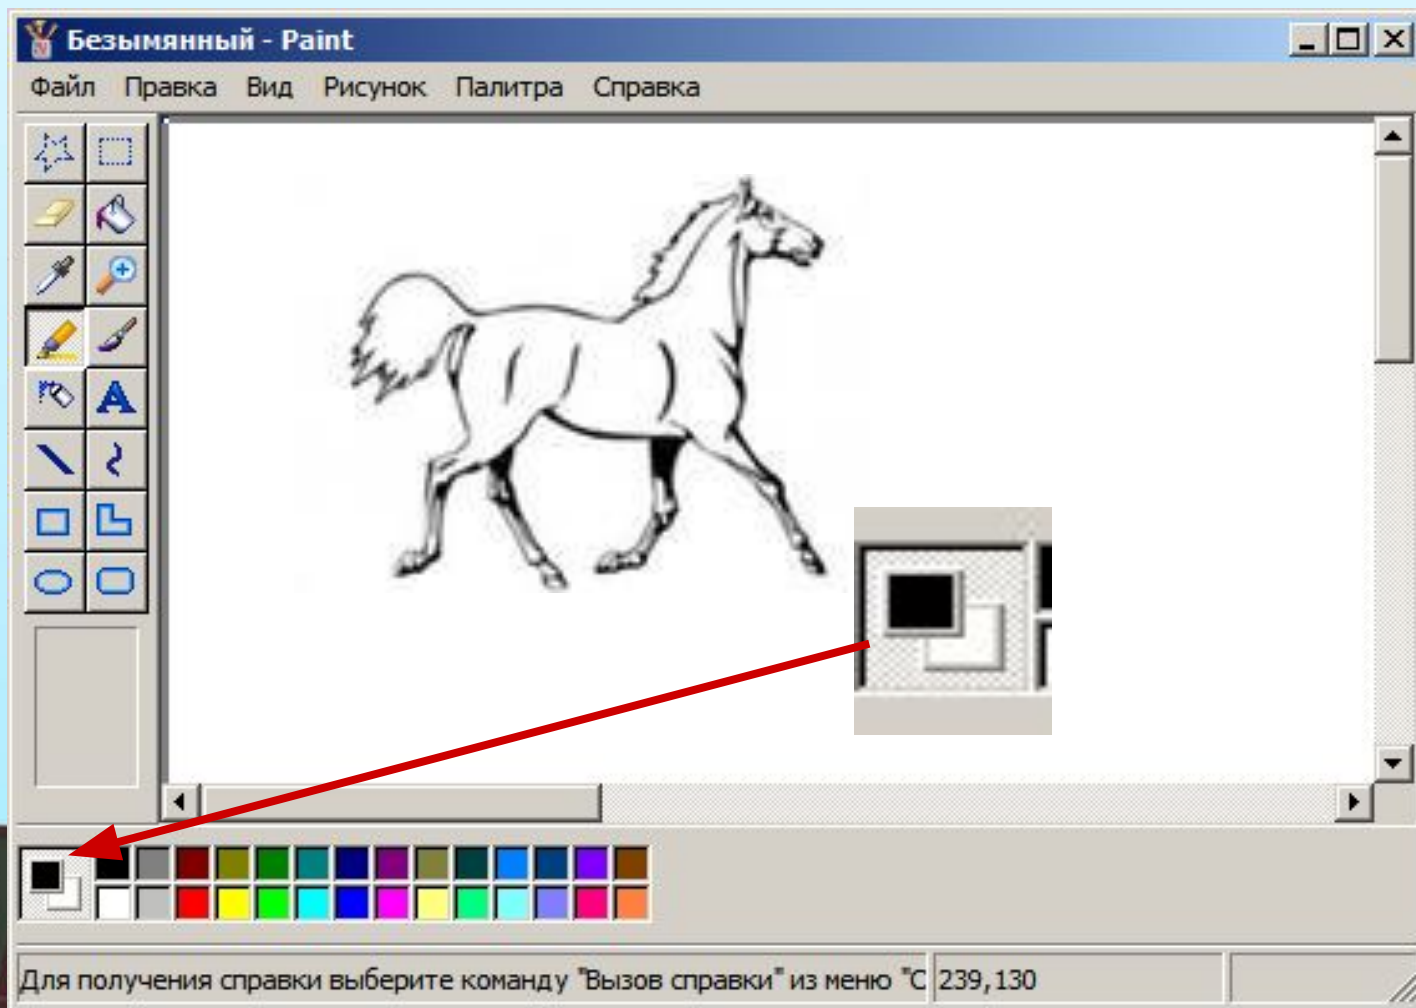 Безымянный - Paint
Файл Правка Вид Рисунок Палитра Справка
Для получения справки выберите команду "Вызов справки" из меню "С
239,130